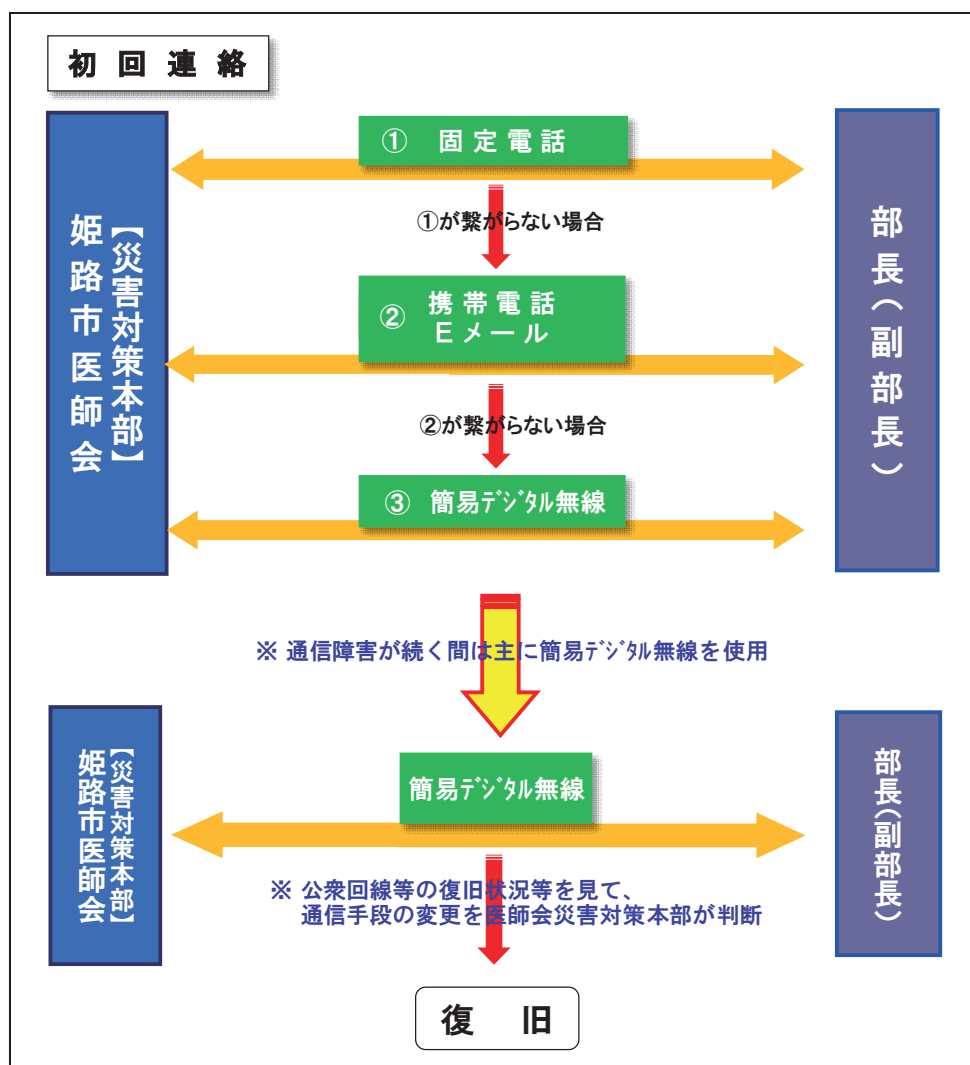 初回連絡
① 固定電話
姫路市医師会
【災害対策本部】
部長(副部長)
①が繋がらない場合
② 携帯電話
Eメール
②が繋がらない場合
③ 簡易ﾃﾞｼﾞﾀﾙ無線
※ 通信障害が続く間は主に簡易ﾃﾞｼﾞﾀﾙ無線を使用
姫路市医師会
【災害対策本部】
簡易ﾃﾞｼﾞﾀﾙ無線
部長(副部長)
※ 公衆回線等の復旧状況等を見て、
通信手段の変更を医師会災害対策本部が判断
復 旧